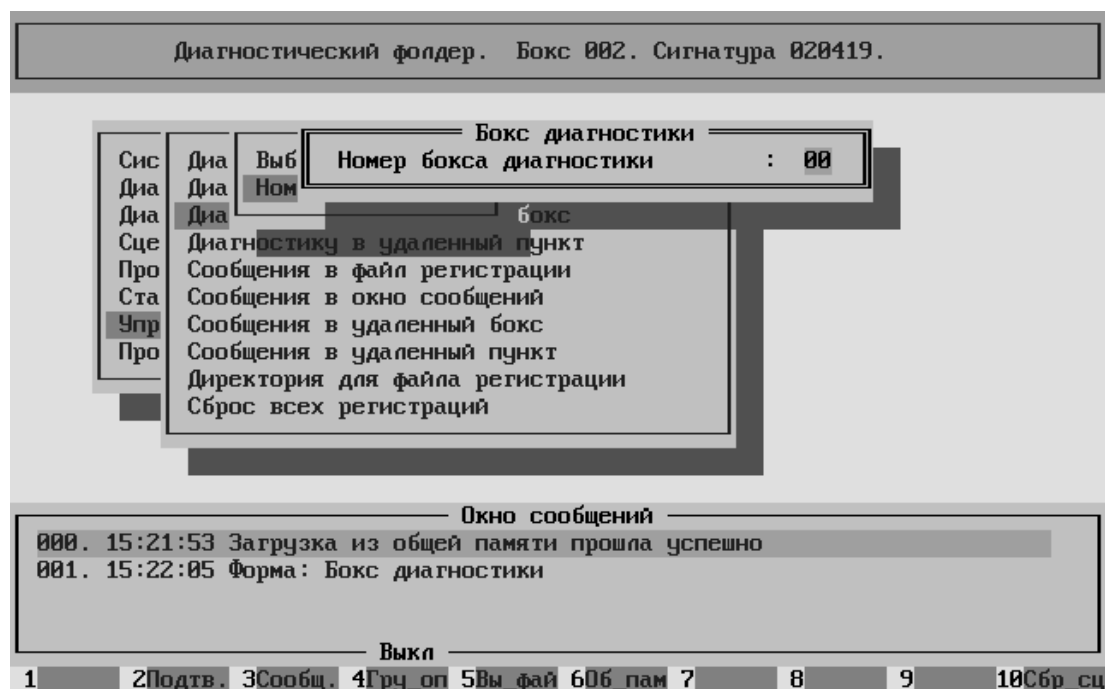 Диагностический фолдер. Бокс 002. Сигнатура 020419.
Бокс диагностики
Номер бокса диагностики : 00
Сис Диа Выб
Диа Диа Ном
Диа Диа бокс
Сце Диагностику в удаленный пункт
Про Сообщения в файл регистрации
Ста Сообщения в окно сообщений
Упр Сообщения в удаленный бокс
Про Сообщения в удаленный пункт
Директория для файла регистрации
Сброс всех регистраций
Окно сообщений
000. 15:21:53 Загрузка из общей памяти прошла успешно
001. 15:22:05 Форма: Бокс диагностики
Выкл
1 2Подтв. 3Сообщ. 4Гру_оп 5Вы_фай 6Об_пам 7 8 9 10Сбр_сц